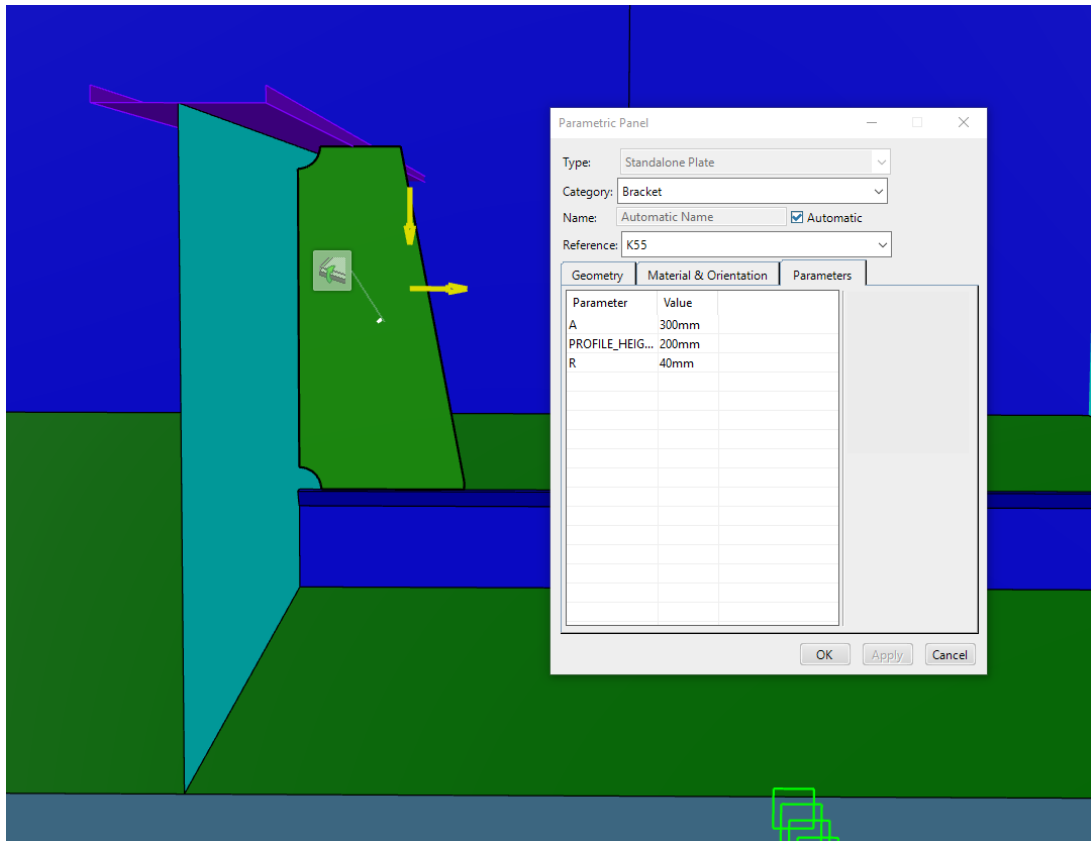 Parametric Panel
Type: Standalone Plate
Category: Bracket
Name: Automatic Name Automatic
Reference: K55
Geometry Material & Orientation Parameters
Parameter Value
A 300mm
PROFILE_HEIG... 200mm
R 40mm
OK Apply Cancel